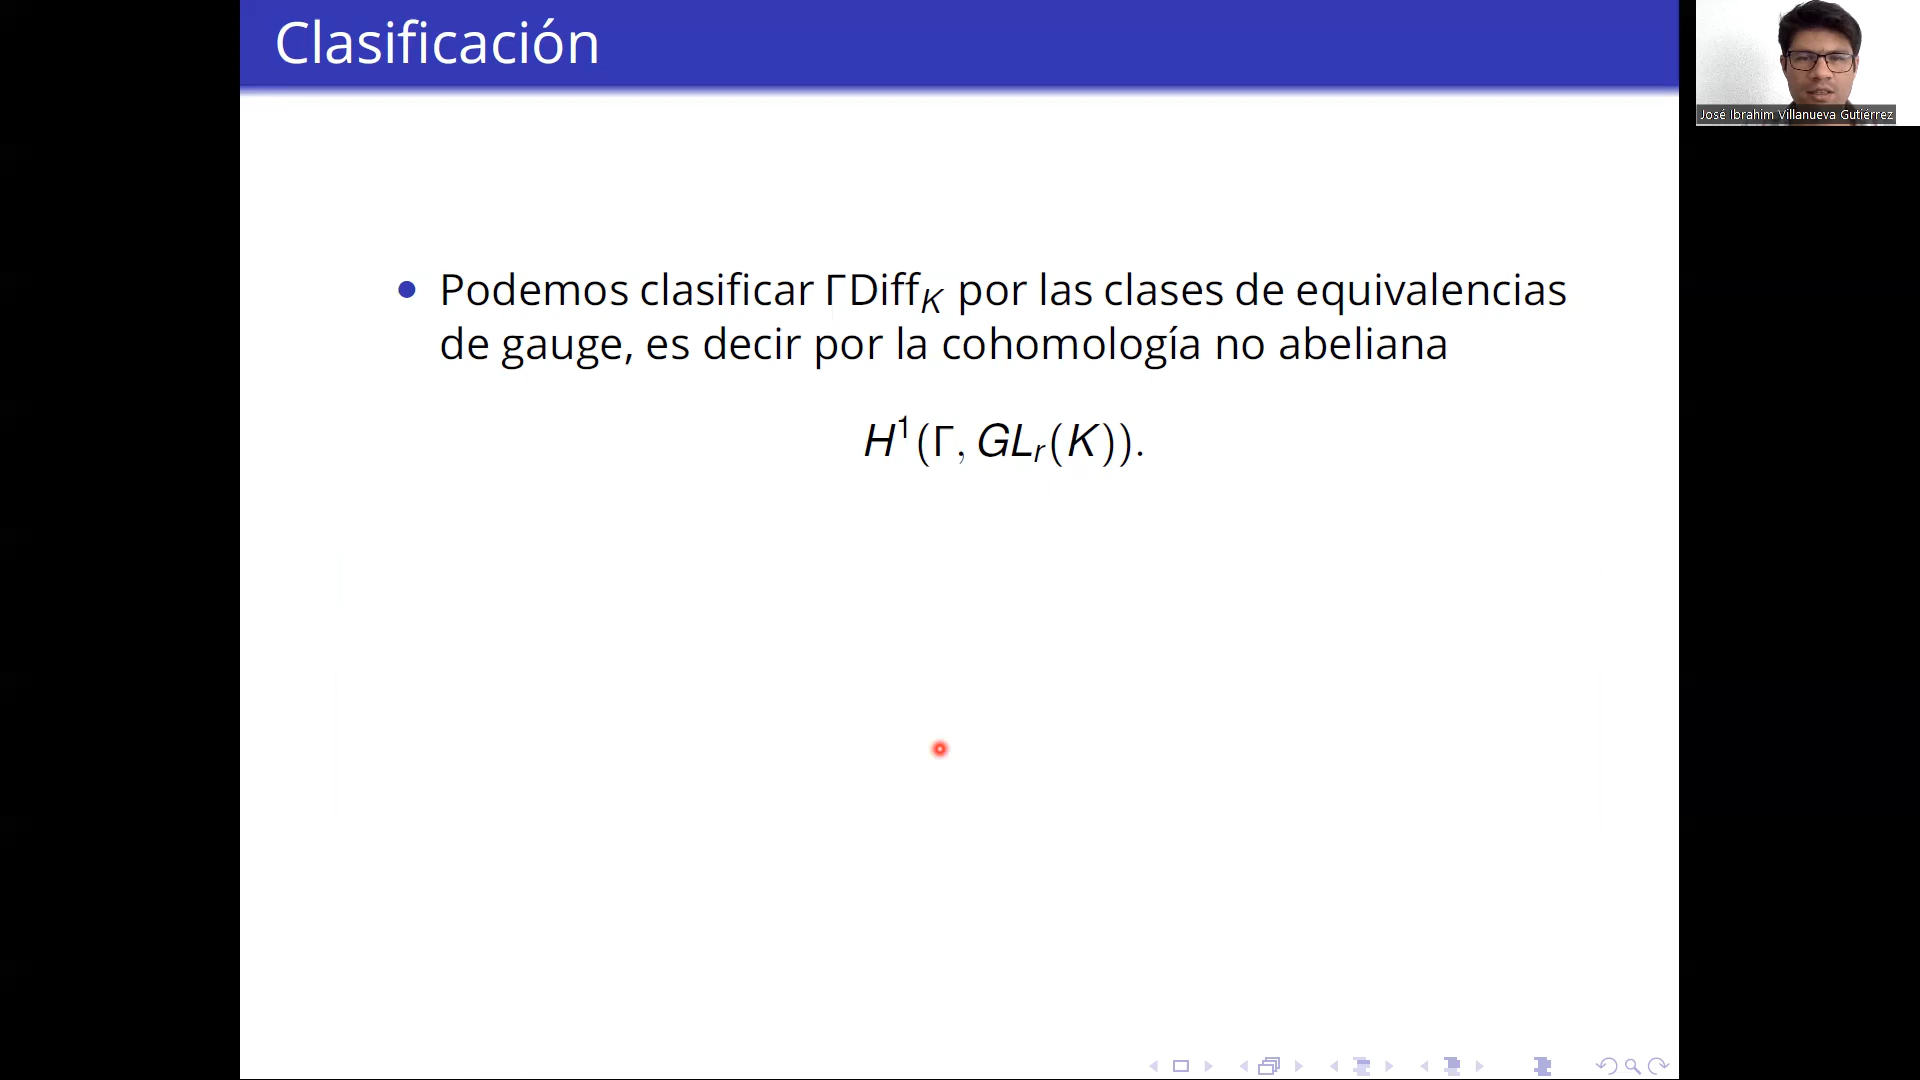 Clasificación
José Ibrahim Villanueva Gutiérrez
• Podemos clasificar ΓDiff_K por las clases de equivalencias
de gauge, es decir por la cohomología no abeliana
H¹(Γ, GL_r(K)).